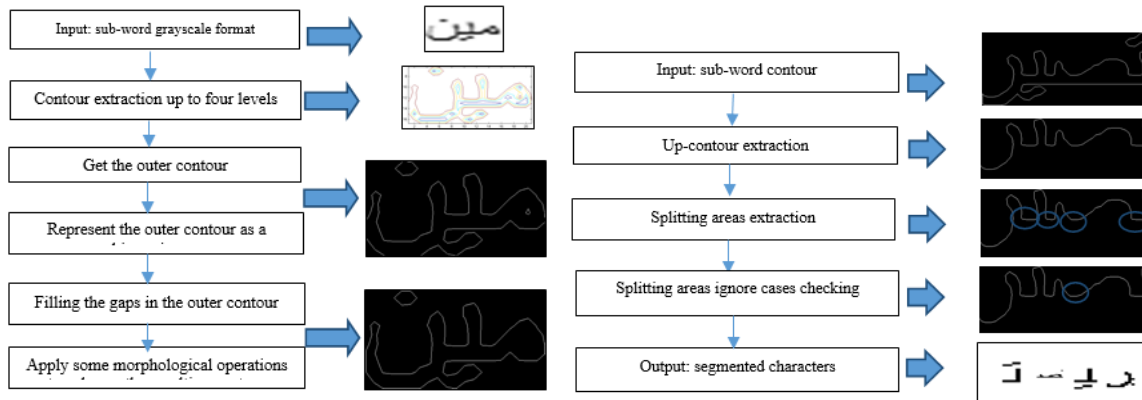 Input: sub-word grayscale format
مين
Contour extraction up to four levels
Get the outer contour
Represent the outer contour as a
Filling the gaps in the outer contour
Apply some morphological operations
Input: sub-word contour
Up-contour extraction
Splitting areas extraction
Splitting areas ignore cases checking
Output: segmented characters